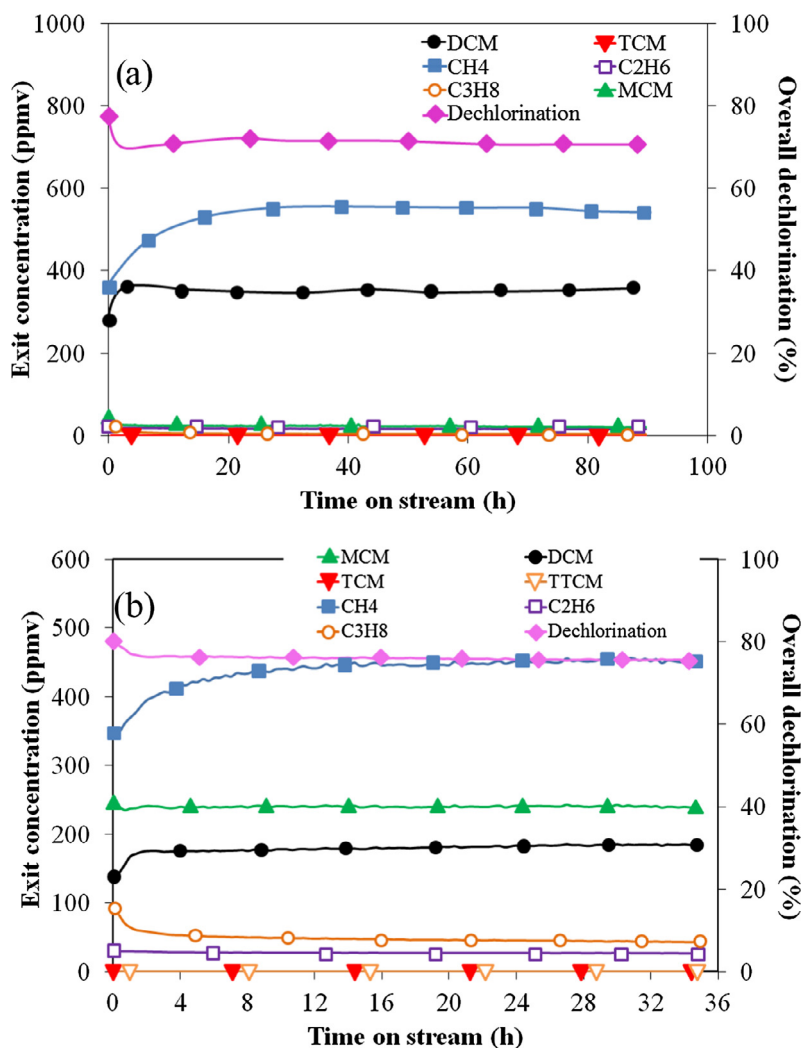 (a)
DCM TCM
CH4 C2H6
C3H8 MCM
Dechlorination
Exit concentration (ppmv)
1000
800
600
400
200
0
Overall dechlorination (%)
100
80
60
40
20
0
0 20 40 60 80 100
Time on stream (h)
(b)
MCM DCM
TCM TTCM
CH4 C2H6
C3H8 Dechlorination
Exit concentration (ppmv)
600
500
400
300
200
100
0
Overall dechlorination (%)
100
80
60
40
20
0
0 4 8 12 16 20 24 28 32 36
Time on stream (h)